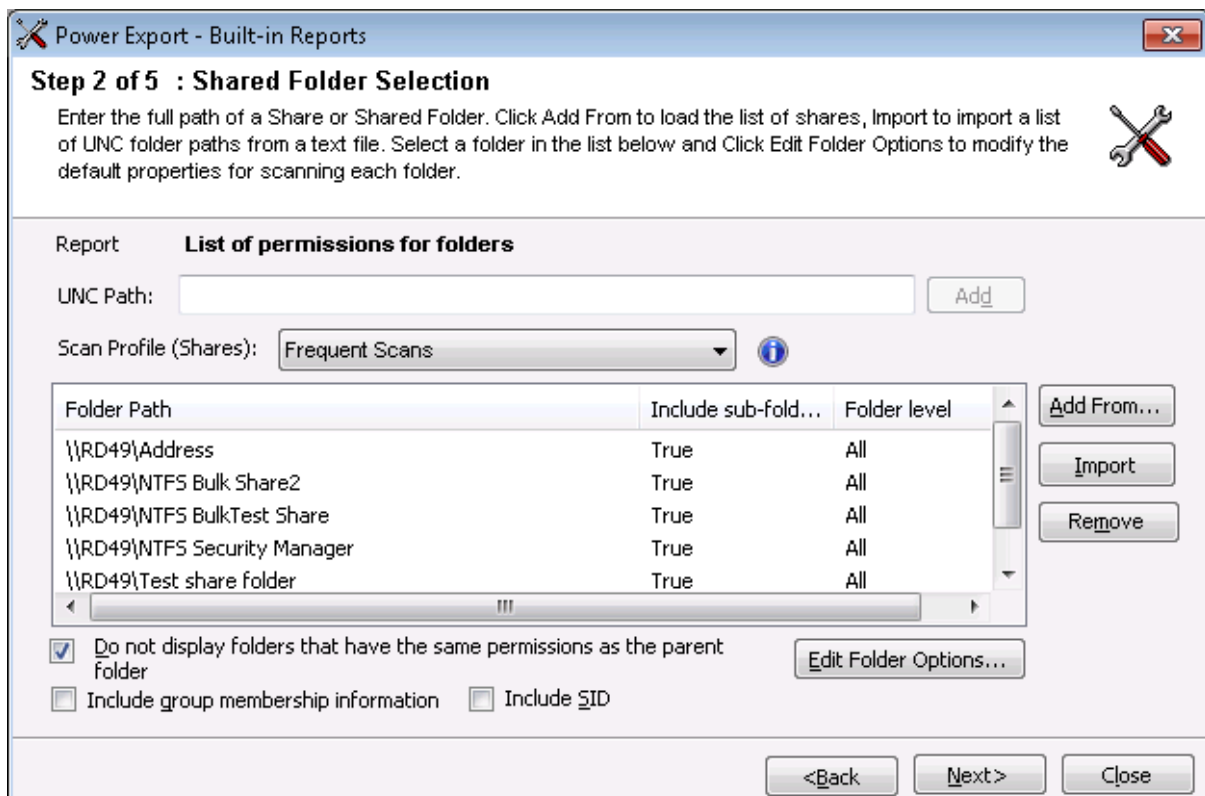 Power Export - Built-in Reports
Step 2 of 5 : Shared Folder Selection
Enter the full path of a Share or Shared Folder. Click Add From to load the list of shares, Import to import a list
of UNC folder paths from a text file. Select a folder in the list below and Click Edit Folder Options to modify the
default properties for scanning each folder.
Report List of permissions for folders
UNC Path: Add
Scan Profile (Shares): Frequent Scans
Folder Path Include sub-fold... Folder level
\\RD49\Address True All
\\RD49\NTFS Bulk Share2 True All
\\RD49\NTFS BulkTest Share True All
\\RD49\NTFS Security Manager True All
\\RD49\Test share folder True All
Add From...
Import
Remove
Do not display folders that have the same permissions as the parent
folder
Edit Folder Options...
Include group membership information Include SID
<Back Next> Close